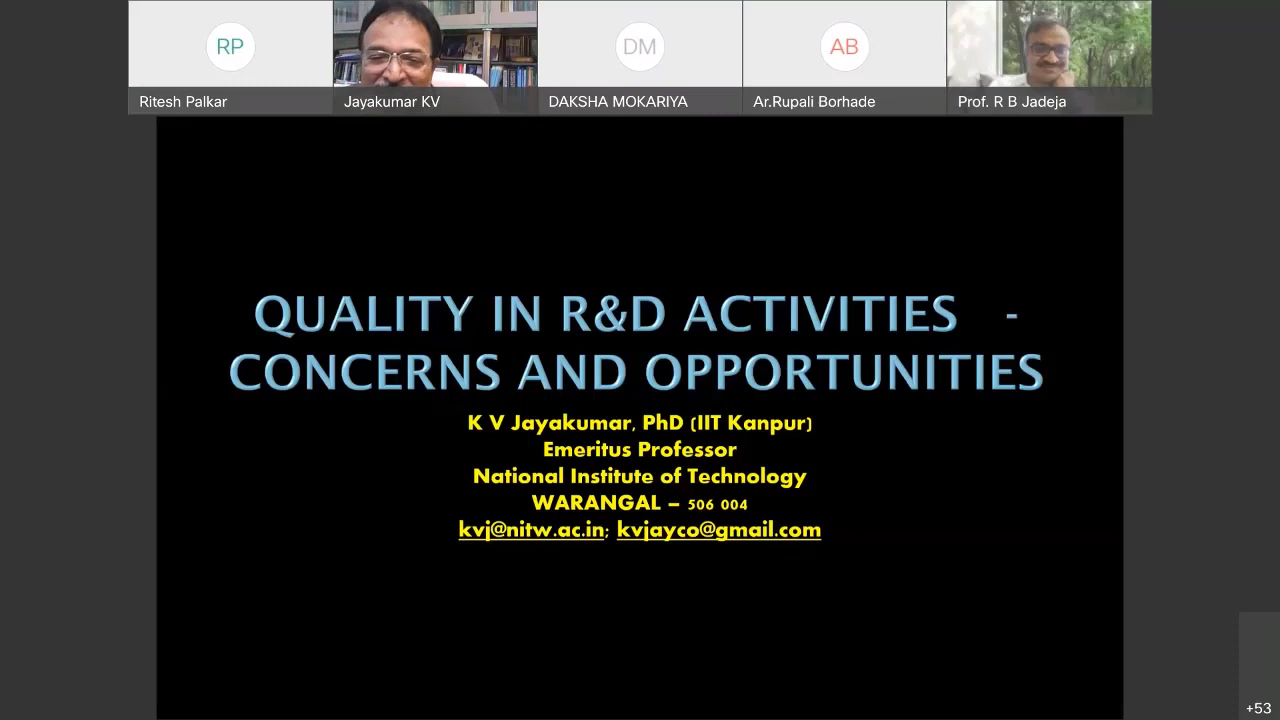 RP
DM
AB
Ritesh Palkar
Jayakumar KV
DAKSHA MOKARIYA
Ar.Rupali Borhade
Prof. R B Jadeja
QUALITY IN R&D ACTIVITIES -
CONCERNS AND OPPORTUNITIES
K V Jayakumar, PhD (IIT Kanpur)
Emeritus Professor
National Institute of Technology
WARANGAL – 506 004
kvj@nitw.ac.in; kvjayco@gmail.com
+53